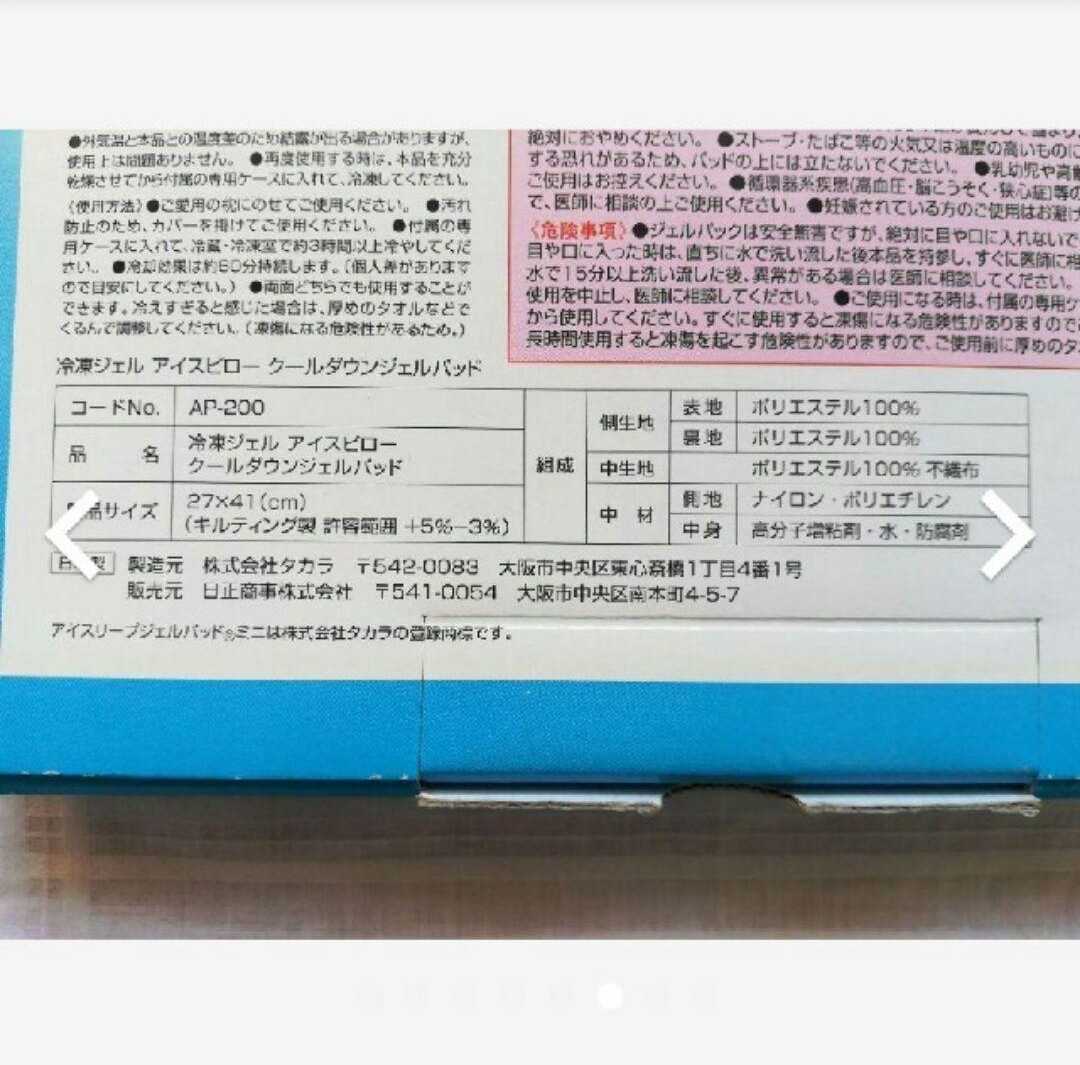 ●外気温と本品との温度差のため結露が出る場合がありますが、
使用上は問題ありません。 ●再度使用する時は、本品を充分
乾燥させてから付属の専用ケースに入れて、冷凍してください。
《使用方法》●ご愛用の枕にのせてご使用ください。 ●汚れ
防止のため、カバーを掛けてご使用ください。 ●付属の専
用ケースに入れて、冷蔵・冷凍室で約3時間以上冷やしてくだ
さい。 ●冷却効果は約60分持続します。(個人差があります
ので目安にしてください。) ●両面どちらでも使用することが
できます。冷えすぎると感じた場合は、厚めのタオルなどで
くるんで調整してください。(凍傷になる危険性があるため。)
絶対におやめください。 ●ストーブ・たばこ等の火気又は温度の高いものに
する恐れがあるため、パッドの上には立たないでください。 ●乳幼児や高齢
ご使用はお控えください。 ●循環器系疾患(高血圧・脳こうそく・狭心症)等の
で、医師に相談の上ご使用ください。 ●妊娠されている方のご使用はお避け
《危険事項》●ジェルパックは安全無害ですが、絶対に目や口に入れないで
目や口に入った時は、直ちに水で洗い流した後本品を持参し、すぐに医師に相
水で15分以上洗い流した後、異常がある場合は医師に相談してください。
使用を中止し、医師に相談してください。 ●ご使用になる時は、付属の専用ケ
から使用してください。すぐに使用すると凍傷になる危険性がありますので
長時間使用すると凍傷を起こす危険性がありますので、ご使用前に厚めのタ
冷凍ジェル アイスピロー クールダウンジェルパッド
コードNo. AP-200
品 名 冷凍ジェル アイスピロー
クールダウンジェルパッド
品サイズ 27×41(cm)
(キルティング製 許容範囲 +5%−3%)
組成 側生地 表地 ポリエステル100%
裏地 ポリエステル100%
中生地 ポリエステル100% 不織布
中 材 側地 ナイロン・ポリエチレン
中身 高分子増粘剤・水・防腐剤
日 製 製造元 株式会社タカラ 〒542-0083 大阪市中央区東心斎橋1丁目4番1号
販売元 日正商事株式会社 〒541-0054 大阪市中央区南本町4-5-7
アイスリープジェルパッド®ミニは株式会社タカラの登録商標です。